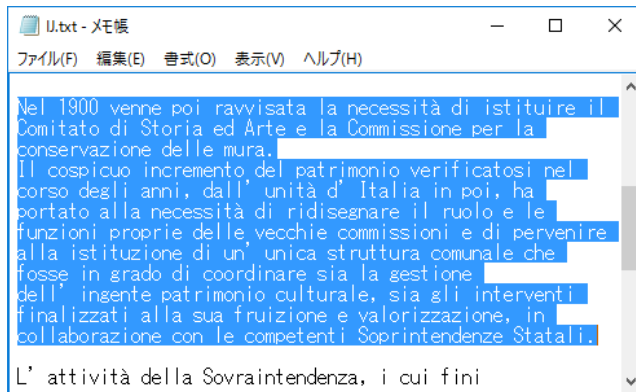 IJ.txt - メモ帳
ファイル(F) 編集(E) 書式(O) 表示(V) ヘルプ(H)
Nel 1900 venne poi ravvisata la necessità di istituire il
Comitato di Storia ed Arte e la Commissione per la
conservazione delle mura.
Il cospicuo incremento del patrimonio verificatosi nel
corso degli anni, dall’unità d’Italia in poi, ha
portato alla necessità di ridisegnare il ruolo e le
funzioni proprie delle vecchie commissioni e di pervenire
alla istituzione di un’unica struttura comunale che
fosse in grado di coordinare sia la gestione
dell’ingente patrimonio culturale, sia gli interventi
finalizzati alla sua fruizione e valorizzazione, in
collaborazione con le competenti Soprintendenze Statali.
L’attività della Sovraintendenza, i cui fini